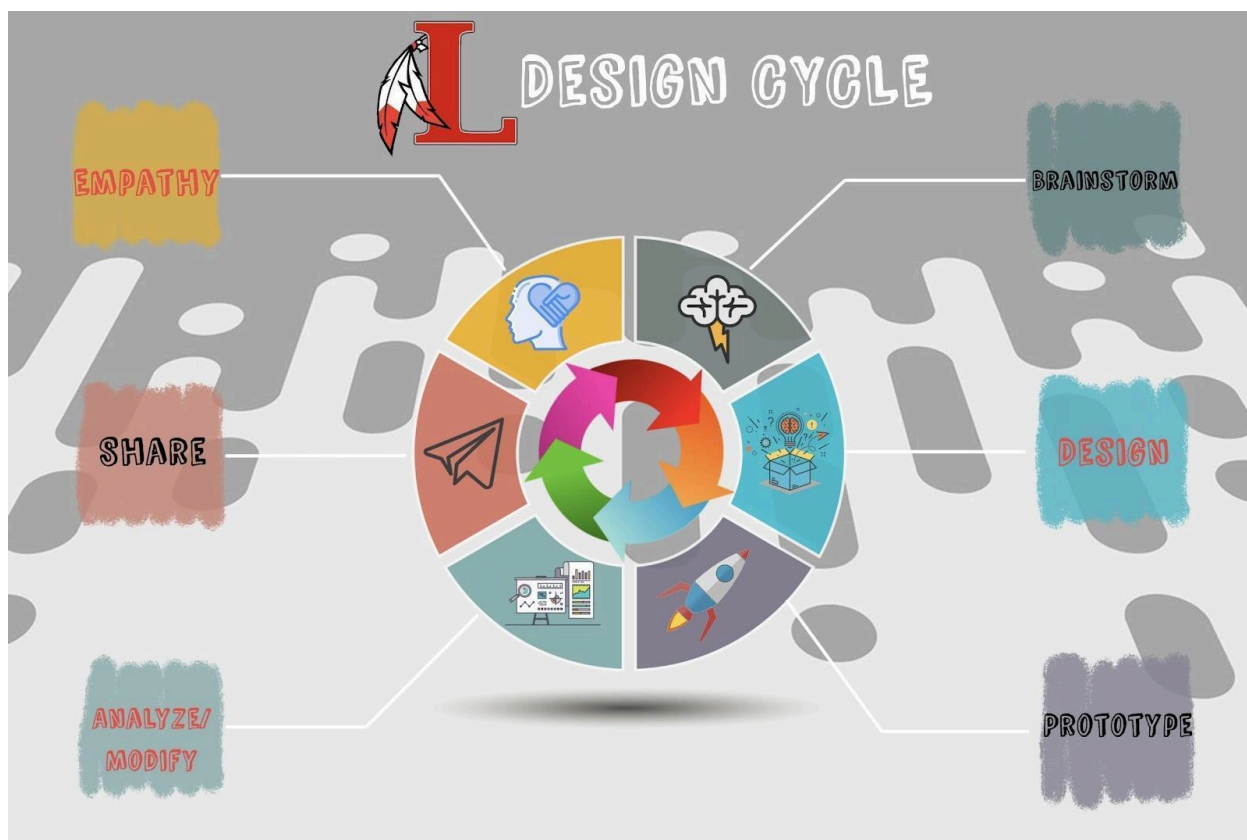 L DESIGN CYCLE
EMPATHY
BRAINSTORM
SHARE
DESIGN
ANALYZE/
MODIFY
PROTOTYPE